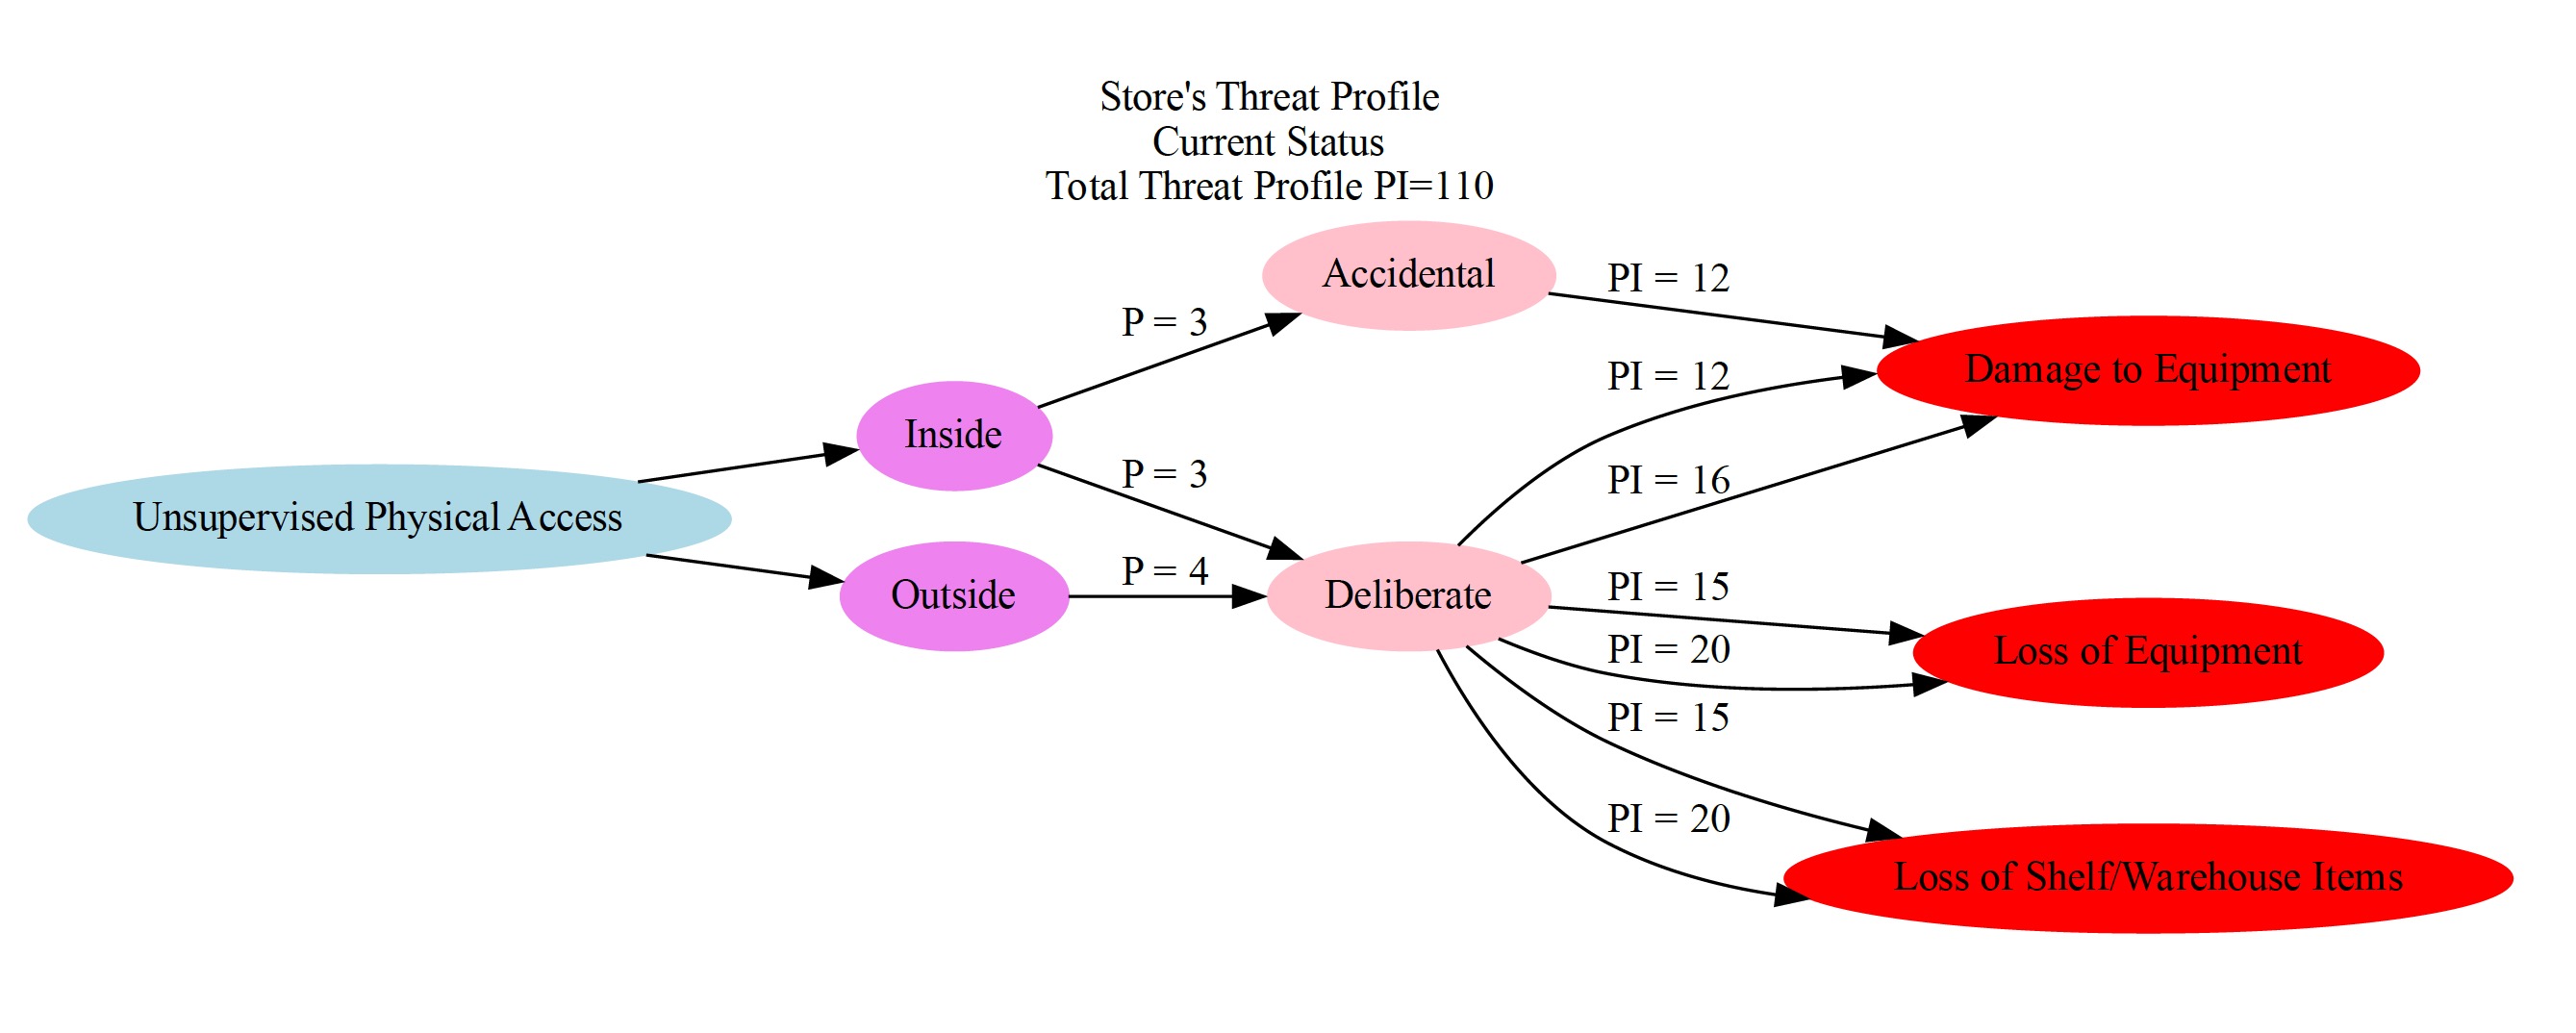 Store's Threat Profile
Current Status
Total Threat Profile PI=110
Accidental
PI = 12
P = 3
PI = 12
Damage to Equipment
Inside
P = 3
PI = 16
Unsupervised Physical Access
P = 4
PI = 15
Outside
Deliberate
PI = 20
Loss of Equipment
PI = 15
PI = 20
Loss of Shelf/Warehouse Items